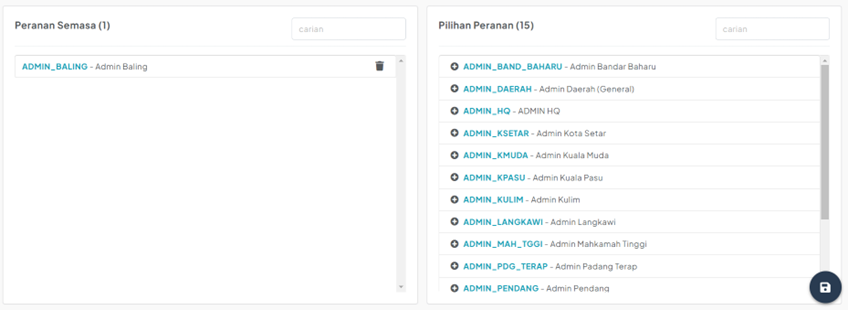 Peranan Semasa (1)
carian
ADMIN_BALING - Admin Baling
Pilihan Peranan (15)
carian
ADMIN_BAND_BAHARU - Admin Bandar Baharu
ADMIN_DAERAH - Admin Daerah (General)
ADMIN_HQ - ADMIN HQ
ADMIN_KSETAR - Admin Kota Setar
ADMIN_KMUDA - Admin Kuala Muda
ADMIN_KPASU - Admin Kuala Pasu
ADMIN_KULIM - Admin Kulim
ADMIN_LANGKAWI - Admin Langkawi
ADMIN_MAH_TGGI - Admin Mahkamah Tinggi
ADMIN_PDG_TERAP - Admin Padang Terap
ADMIN_PENDANG - Admin Pendang